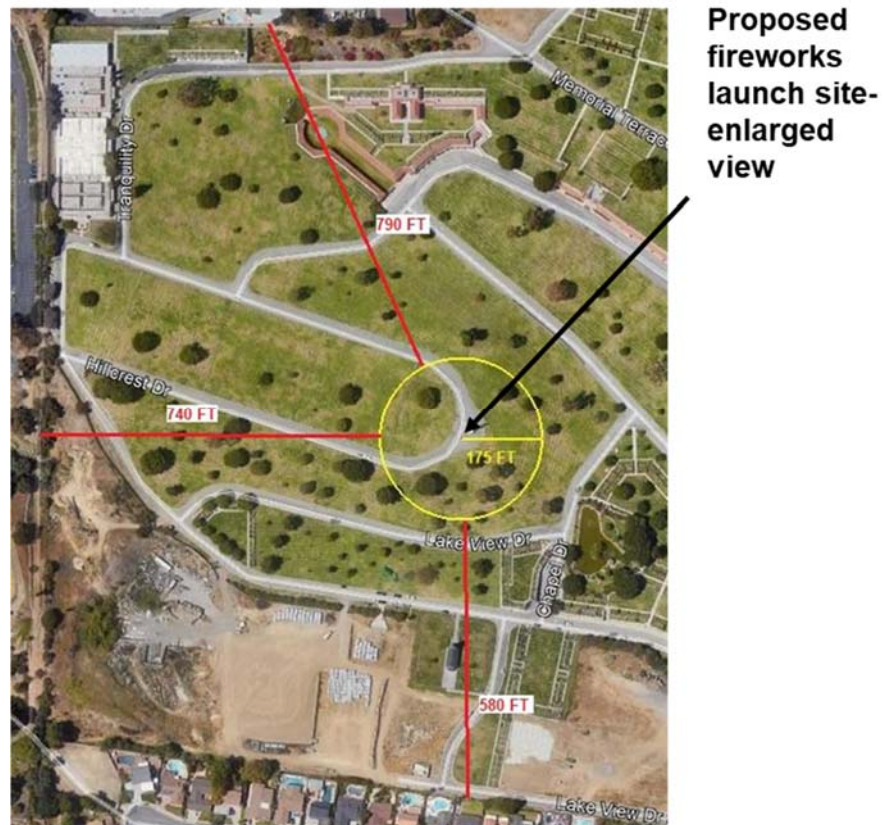 Proposed
fireworks
launch site-
enlarged
view
Memorial Terrac
Tranquility Dr
790 FT
Hillcrest Dr
740 FT
175 FT
Lake View Dr
Chapel Dr
580 FT
Lake View Dr